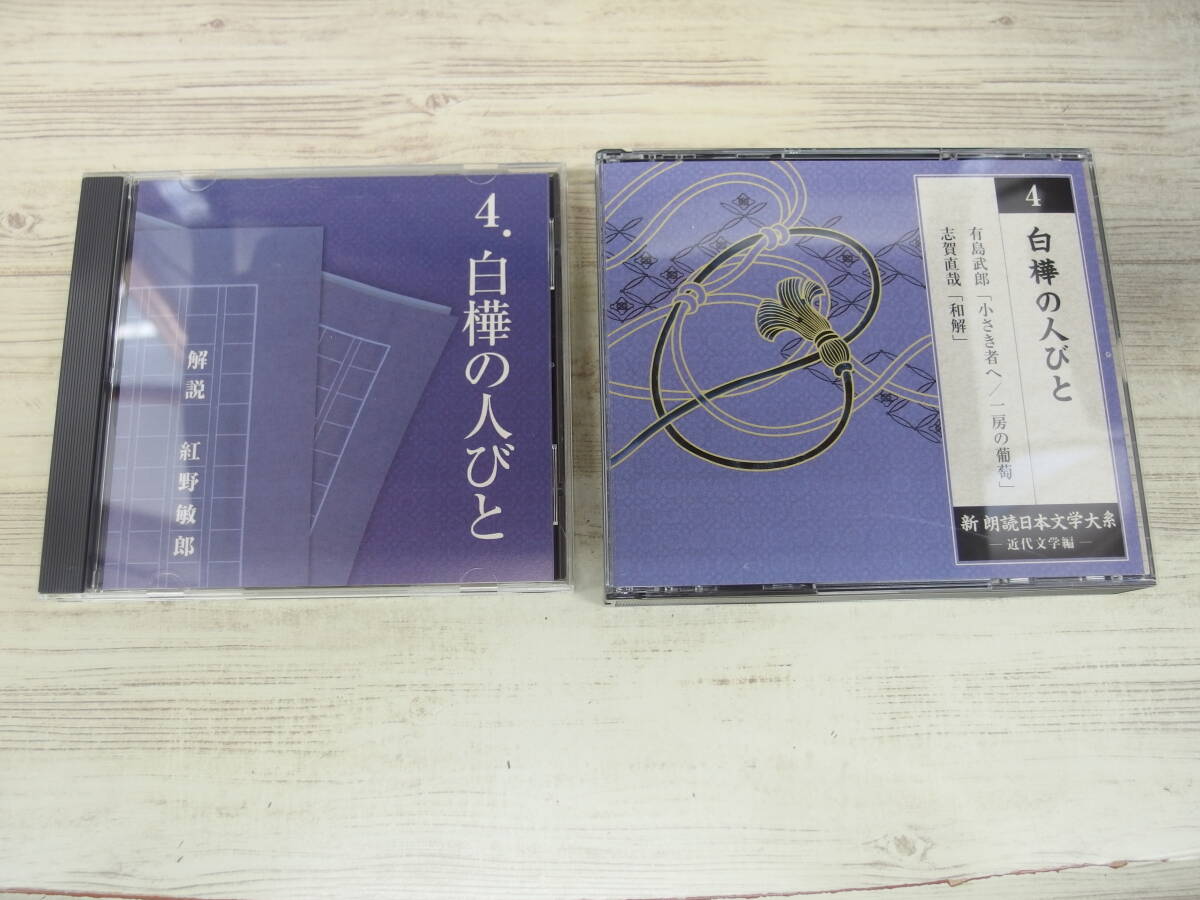 4.白樺の人びと
解説 紅野敏郎
4
白樺の人びと
有島武郎「小さき者へ/一房の葡萄」
志賀直哉「和解」
新 朗読日本文学大系
―近代文学編―